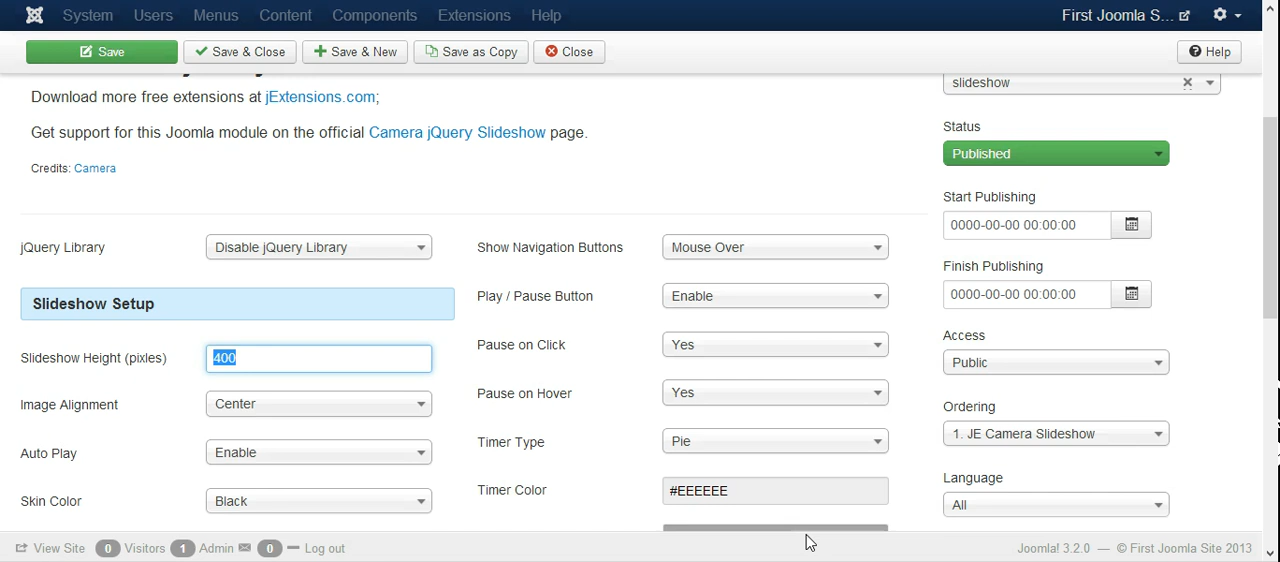 System Users Menus Content Components Extensions Help First Joomla S...
Save Save & Close Save & New Save as Copy Close Help
Download more free extensions at jExtensions.com;
Get support for this Joomla module on the official Camera jQuery Slideshow page.
Credits: Camera
jQuery Library Disable jQuery Library
Slideshow Setup
Slideshow Height (pixles) 400
Image Alignment Center
Auto Play Enable
Skin Color Black
Show Navigation Buttons Mouse Over
Play / Pause Button Enable
Pause on Click Yes
Pause on Hover Yes
Timer Type Pie
Timer Color #EEEEEE
slideshow
Status
Published
Start Publishing
0000-00-00 00:00:00
Finish Publishing
0000-00-00 00:00:00
Access
Public
Ordering
1. JE Camera Slideshow
Language
All
View Site 0 Visitors 1 Admin 0 Log out Joomla! 3.2.0 — © First Joomla Site 2013